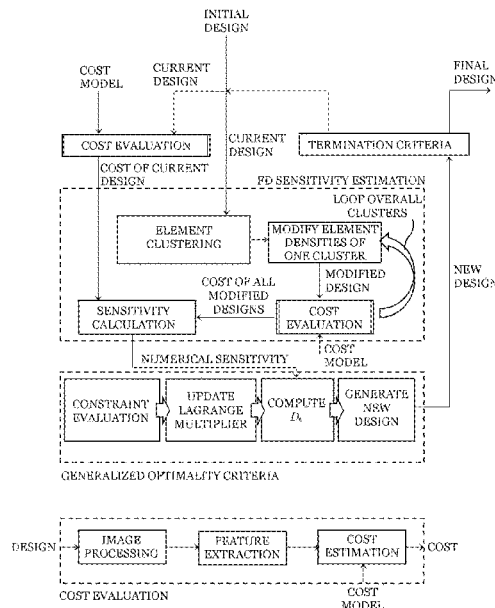 INITIAL
DESIGN
COST
MODEL
CURRENT
DESIGN
FINAL
DESIGN
COST EVALUATION
CURRENT
DESIGN
TERMINATION CRITERIA
COST OF CURRENT
DESIGN
FD SENSITIVITY ESTIMATION
LOOP OVERALL
CLUSTERS
ELEMENT
CLUSTERING
MODIFY ELEMENT
DENSITIES OF
ONE CLUSTER
COST OF ALL
MODIFIED
DESIGNS
MODIFIED
DESIGN
NEW
DESIGN
SENSITIVITY
CALCULATION
COST
EVALUATION
NUMERICAL SENSITIVITY
COST
MODEL
CONSTRAINT
EVALUATION
UPDATE
LAGRANGE
MULTIPLIER
COMPUTE
GENERATE
NEW
DESIGN
GENERALIZED OPTIMALITY CRITERIA
DESIGN
IMAGE
PROCESSING
FEATURE
EXTRACTION
COST
ESTIMATION
COST
COST EVALUATION
COST
MODEL